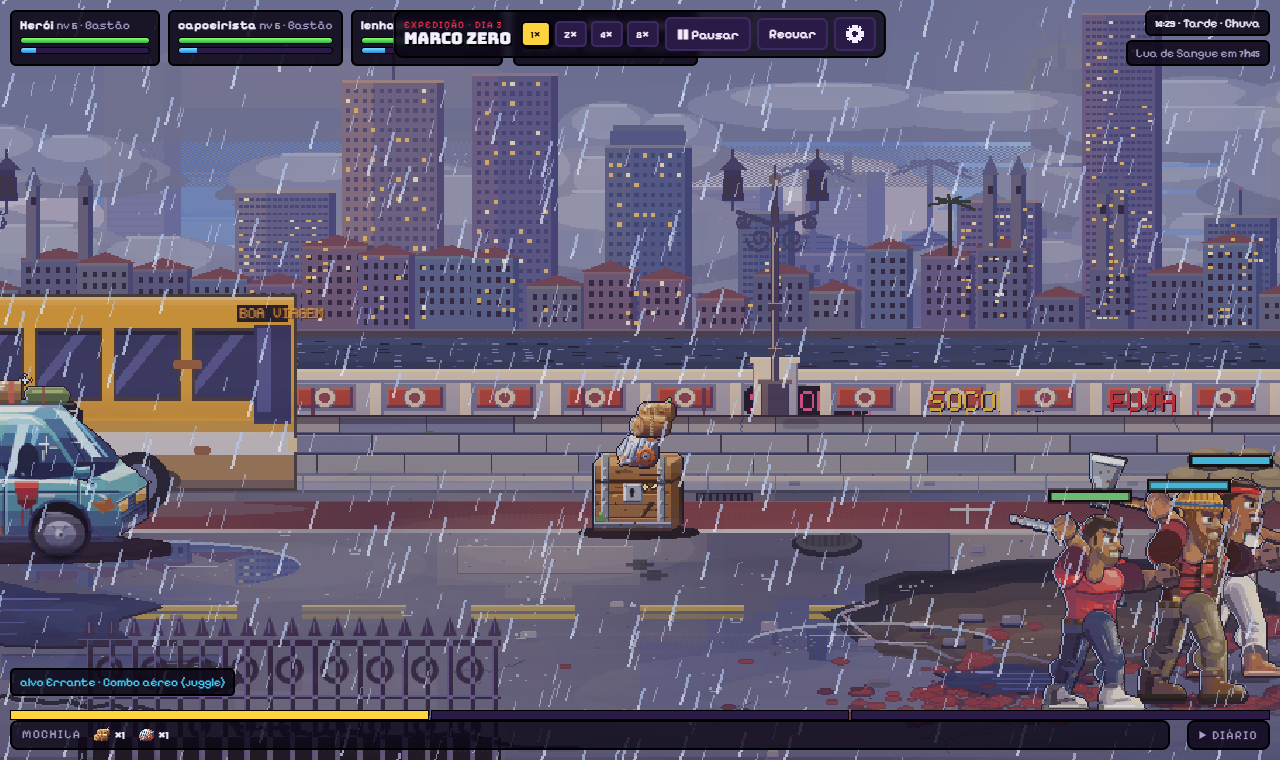 Herói nv 5 · Bastão
capoeirista nv 5 · Bastão
lenha
EXPEDIÇÃO · DIA 3
MARCO ZERO
1×
2×
4×
8×
Pausar
Recuar
14:29 · Tarde · Chuva
Lua de Sangue em 7h45
BOA VIAGEM
SOCO
FUJA
alvo Errante · Combo aéreo (Juggle)
MOCHILA
×1
×1
▶ DIÁRIO